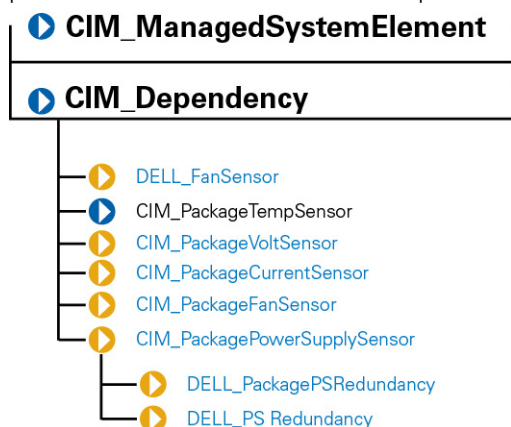 CIM_ManagedSystemElement
CIM_Dependency
DELL_FanSensor
CIM_PackageTempSensor
CIM_PackageVoltSensor
CIM_PackageCurrentSensor
CIM_PackageFanSensor
CIM_PackagePowerSupplySensor
DELL_PackagePSRedundancy
DELL_PS Redundancy